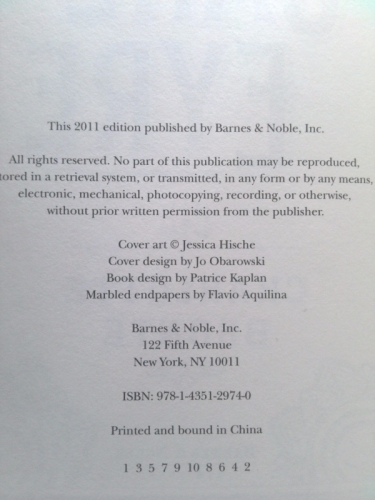 This 2011 edition published by Barnes & Noble, Inc.
All rights reserved. No part of this publication may be reproduced,
tored in a retrieval system, or transmitted, in any form or by any means,
electronic, mechanical, photocopying, recording, or otherwise,
without prior written permission from the publisher.
Cover art © Jessica Hische
Cover design by Jo Obarowski
Book design by Patrice Kaplan
Marbled endpapers by Flavio Aquilina
Barnes & Noble, Inc.
122 Fifth Avenue
New York, NY 10011
ISBN: 978-1-4351-2974-0
Printed and bound in China
1 3 5 7 9 10 8 6 4 2